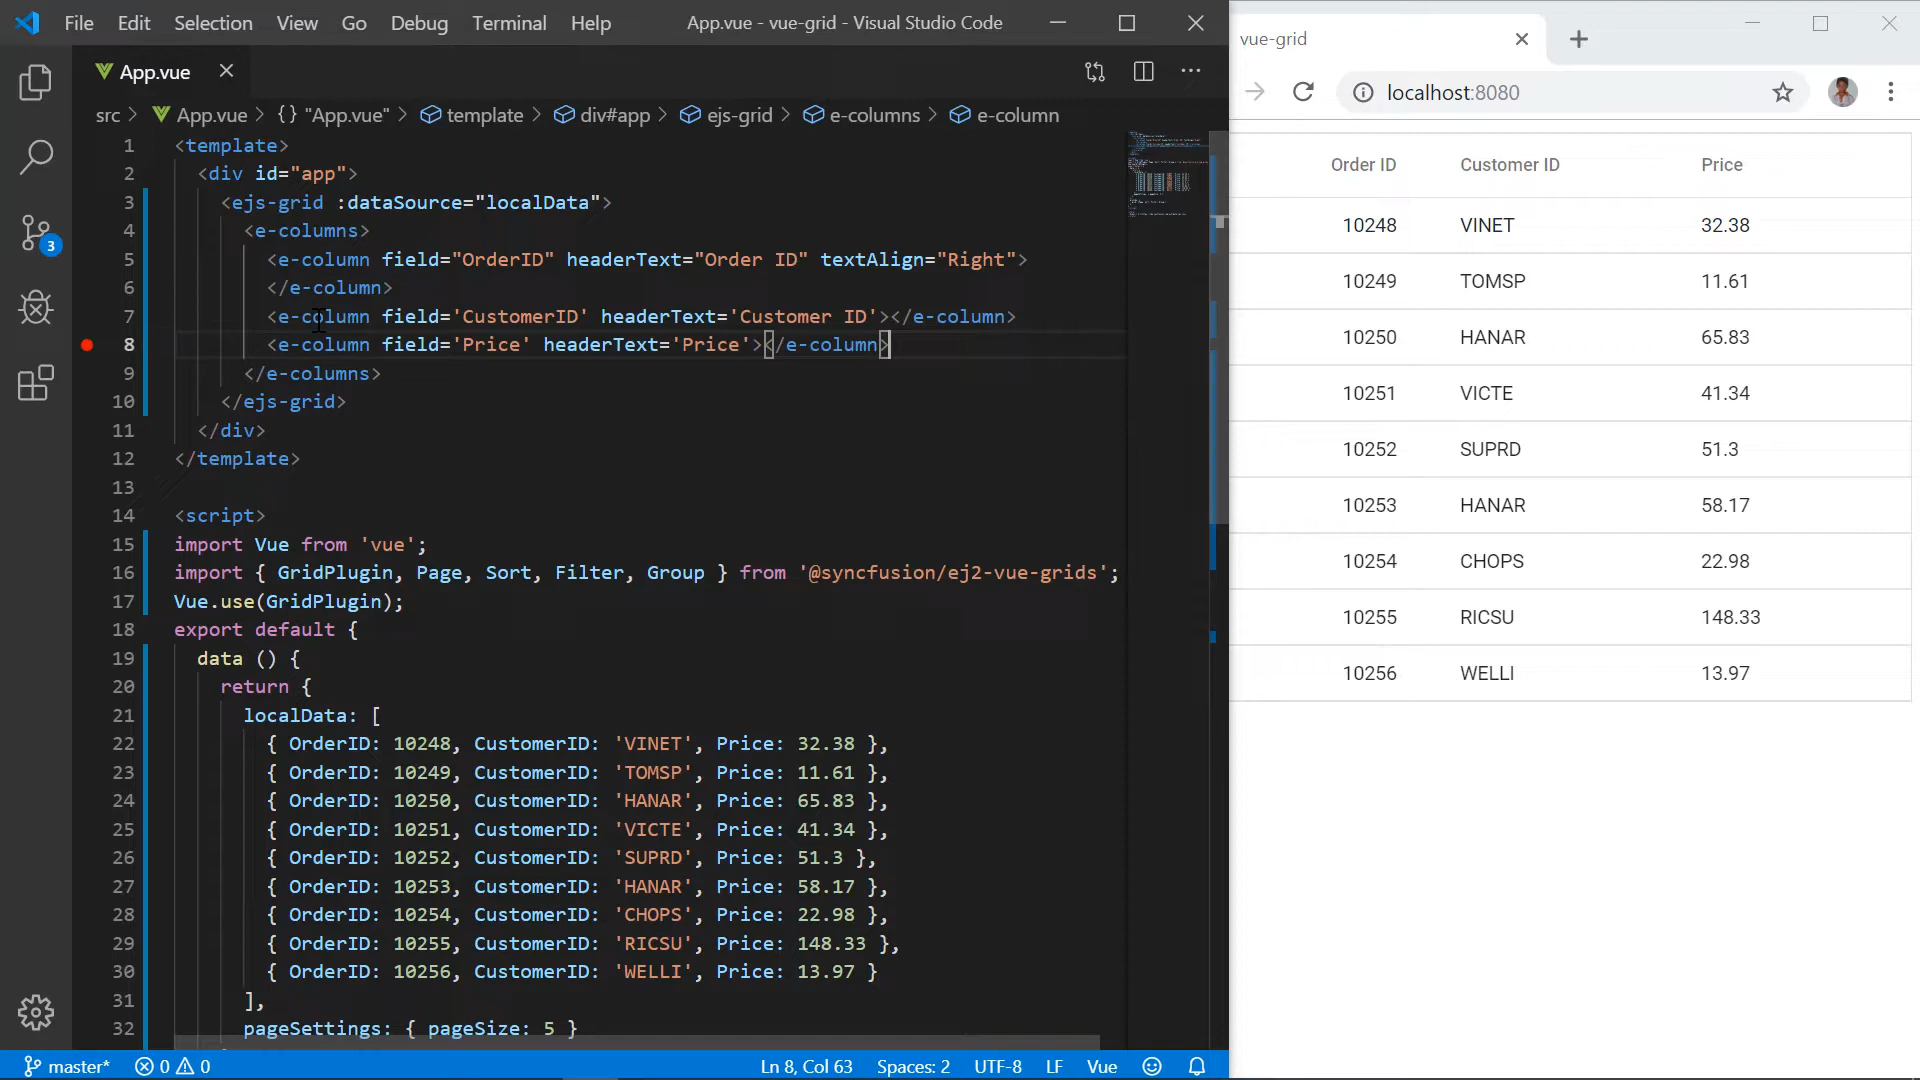 File Edit Selection View Go Debug Terminal Help App.vue - vue-grid - Visual Studio Code
App.vue
src > App.vue > {} "App.vue" > template > div#app > ejs-grid > e-columns > e-column
1 <template>
2 <div id="app">
3 <ejs-grid :dataSource="localData">
4 <e-columns>
5 <e-column field="OrderID" headerText="Order ID" textAlign="Right">
6 </e-column>
7 <e-column field='CustomerID' headerText='Customer ID'></e-column>
8 <e-column field='Price' headerText='Price'></e-column>
9 </e-columns>
10 </ejs-grid>
11 </div>
12 </template>
13
14 <script>
15 import Vue from 'vue';
16 import { GridPlugin, Page, Sort, Filter, Group } from '@syncfusion/ej2-vue-grids';
17 Vue.use(GridPlugin);
18 export default {
19 data () {
20 return {
21 localData: [
22 { OrderID: 10248, CustomerID: 'VINET', Price: 32.38 },
23 { OrderID: 10249, CustomerID: 'TOMSP', Price: 11.61 },
24 { OrderID: 10250, CustomerID: 'HANAR', Price: 65.83 },
25 { OrderID: 10251, CustomerID: 'VICTE', Price: 41.34 },
26 { OrderID: 10252, CustomerID: 'SUPRD', Price: 51.3 },
27 { OrderID: 10253, CustomerID: 'HANAR', Price: 58.17 },
28 { OrderID: 10254, CustomerID: 'CHOPS', Price: 22.98 },
29 { OrderID: 10255, CustomerID: 'RICSU', Price: 148.33 },
30 { OrderID: 10256, CustomerID: 'WELLI', Price: 13.97 }
31 ],
32 pageSettings: { pageSize: 5 }
3
master* 0 0 Ln 8, Col 63 Spaces: 2 UTF-8 LF Vue
vue-grid
localhost:8080
Order ID Customer ID Price
10248 VINET 32.38
10249 TOMSP 11.61
10250 HANAR 65.83
10251 VICTE 41.34
10252 SUPRD 51.3
10253 HANAR 58.17
10254 CHOPS 22.98
10255 RICSU 148.33
10256 WELLI 13.97